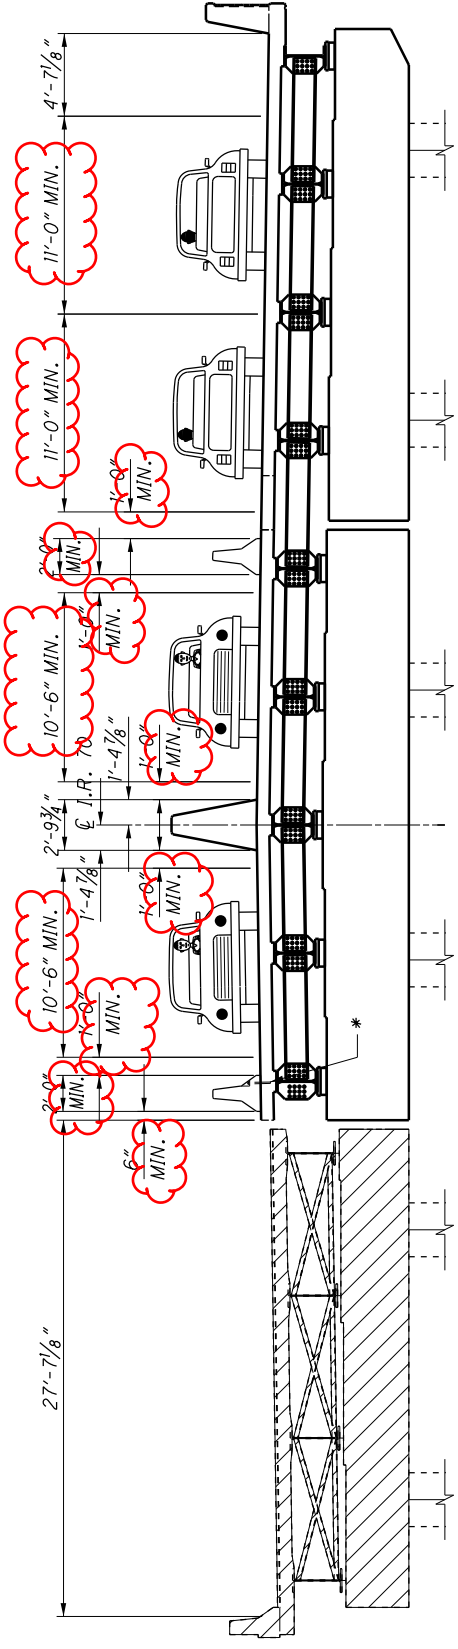 4'-7⅛"
11'-0" MIN.
11'-0" MIN.
1'-0"
MIN.
2'-0"
MIN.
1'-0"
MIN.
10'-6" MIN.
℄ I.R. 70
1'-4⅞"
1'-0"
MIN.
2'-9¾"
1'-4⅞"
1'-0"
MIN.
10'-6" MIN.
1'-0"
MIN.
2'-0"
MIN.
*
6"
MIN.
27'-7⅛"